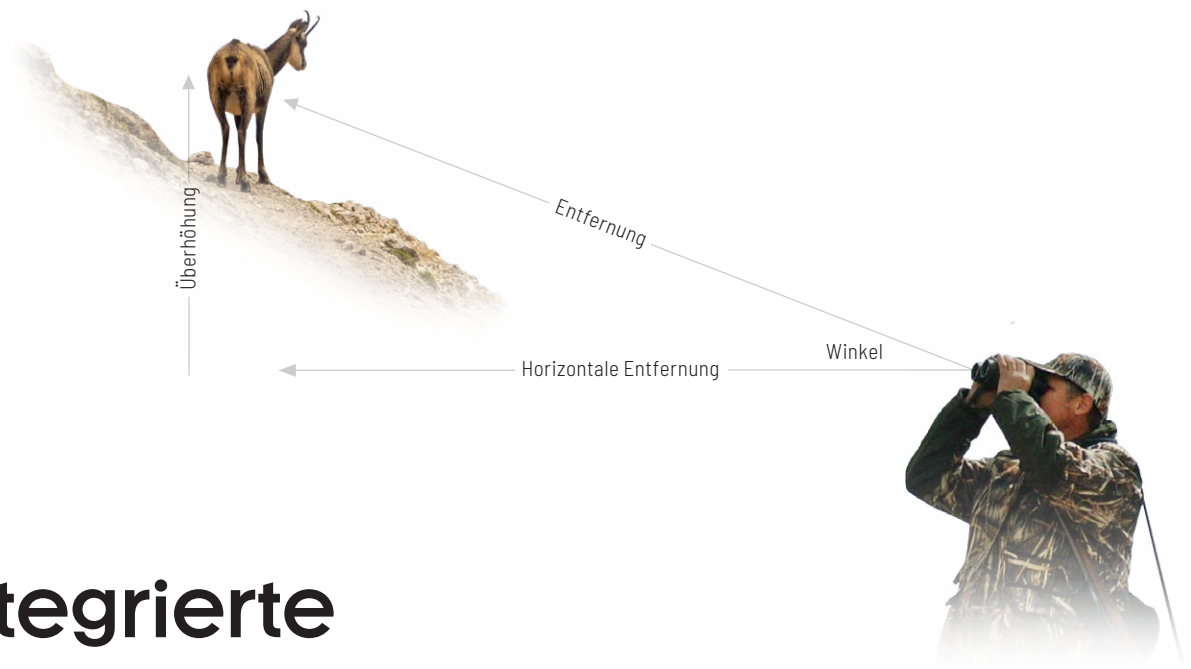 Überhöhung
Entfernung
Winkel
Horizontale Entfernung
tegrierte